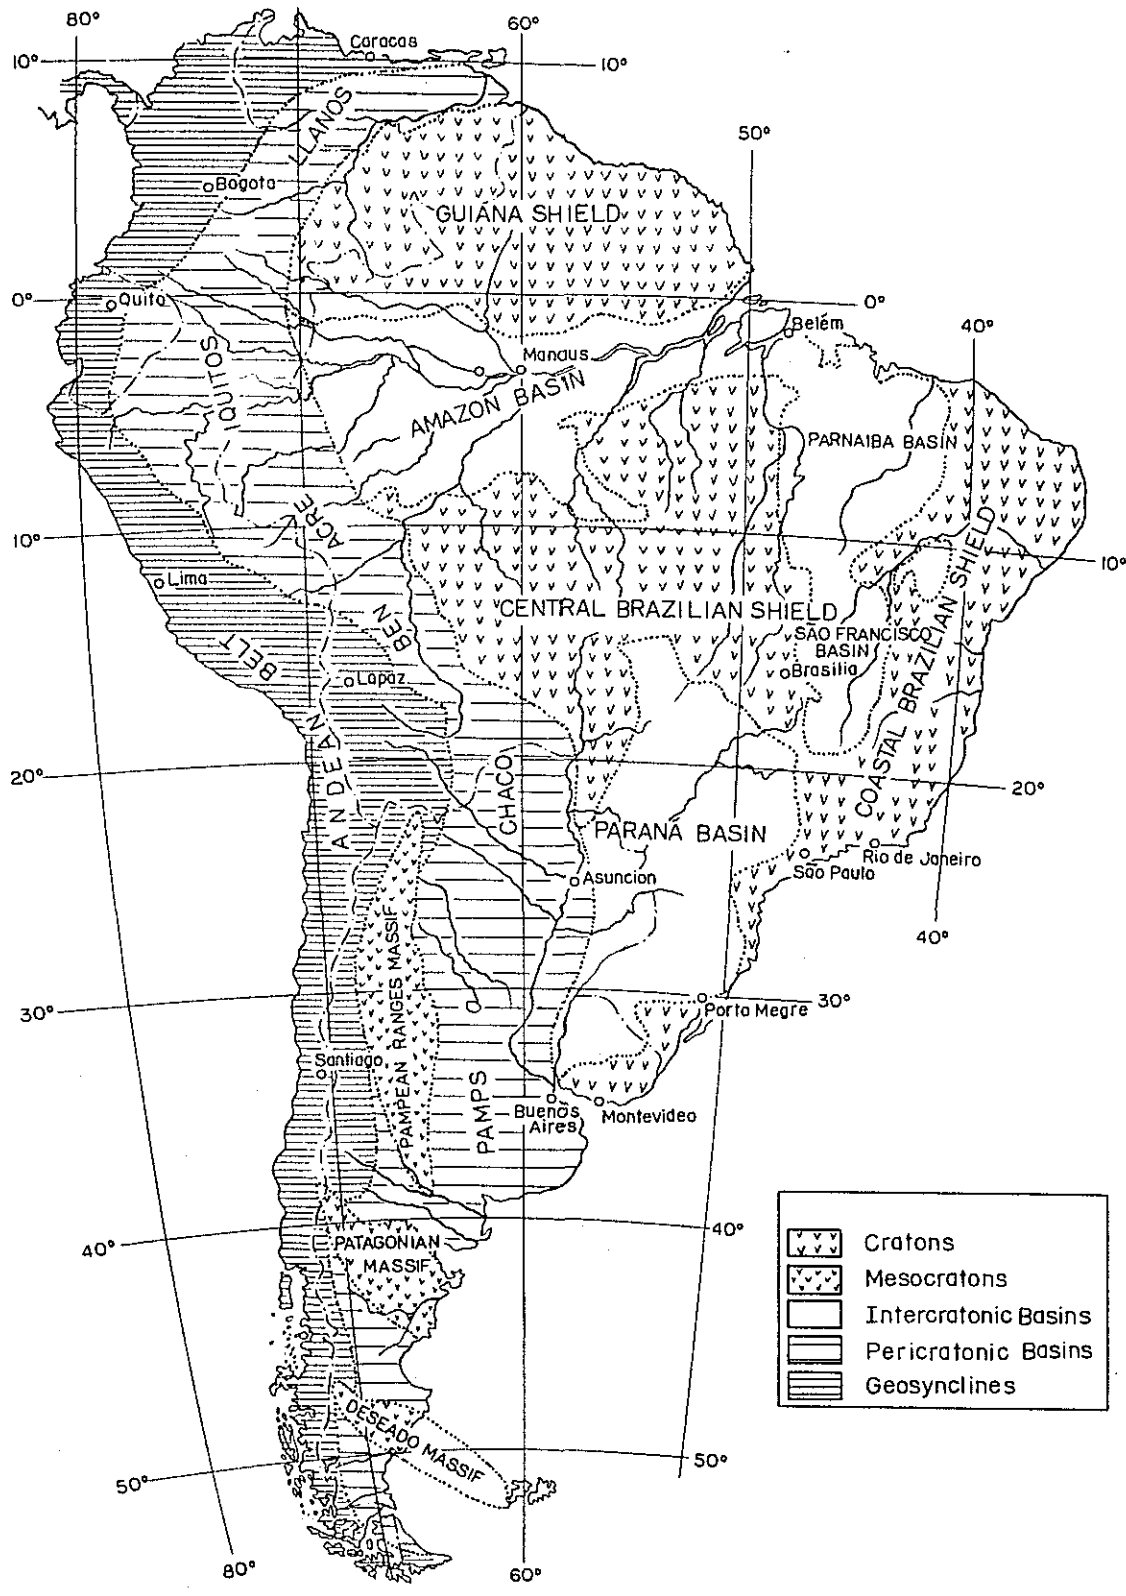 80°
60°
Caracas
10°
10°
50°
LLANOS
Bogota
GUIANA SHIELD
0°
Quito
0°
Belém
40°
Manaus
IQUITOS
AMAZON BASIN
PARNAIBA BASIN
ACRE
10°
10°
Lima
CENTRAL BRAZILIAN SHIELD
BEN
SÃO FRANCISCO
BASIN
Brasilia
COASTAL BRAZILIAN SHIELD
Lapaz
ANDEAN
BELT
CHACO
20°
20°
PARANÁ BASIN
Rio de Janeiro
São Paulo
Asuncion
40°
PAMPEAN RANGES MASSIF
30°
30°
Porto Megre
Santiago
PAMPS
Buenos
Aires
Montevideo
40°
40°
PATAGONIAN
MASSIF
DESEADO MASSIF
50°
50°
80°
60°
Cratons
Mesocratons
Intercratonic Basins
Pericratonic Basins
Geosynclines